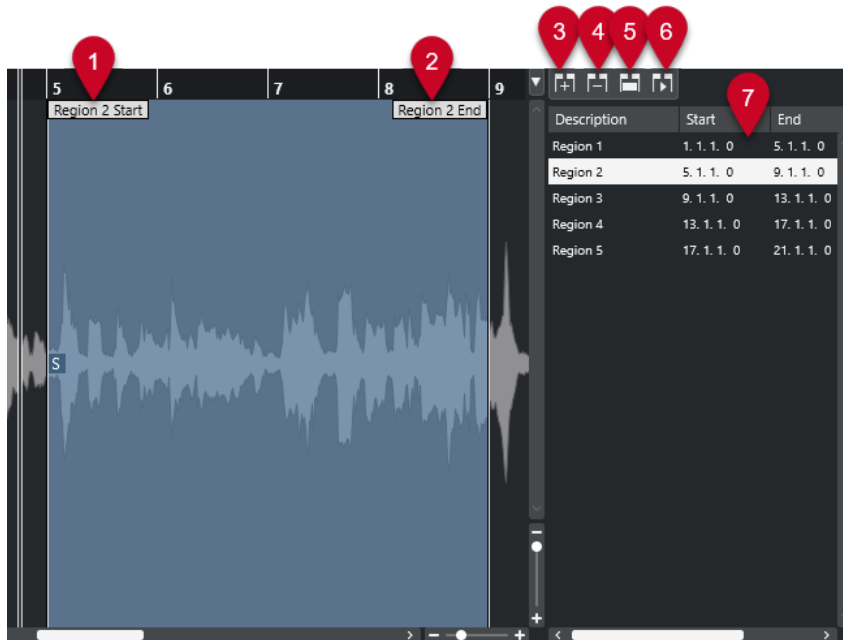 1 2 3 4 5 6 7
5 6 7 8 9
Region 2 Start Region 2 End
Description Start End
Region 1 1. 1. 1. 0 5. 1. 1. 0
Region 2 5. 1. 1. 0 9. 1. 1. 0
Region 3 9. 1. 1. 0 13. 1. 1. 0
Region 4 13. 1. 1. 0 17. 1. 1. 0
Region 5 17. 1. 1. 0 21. 1. 1. 0
S